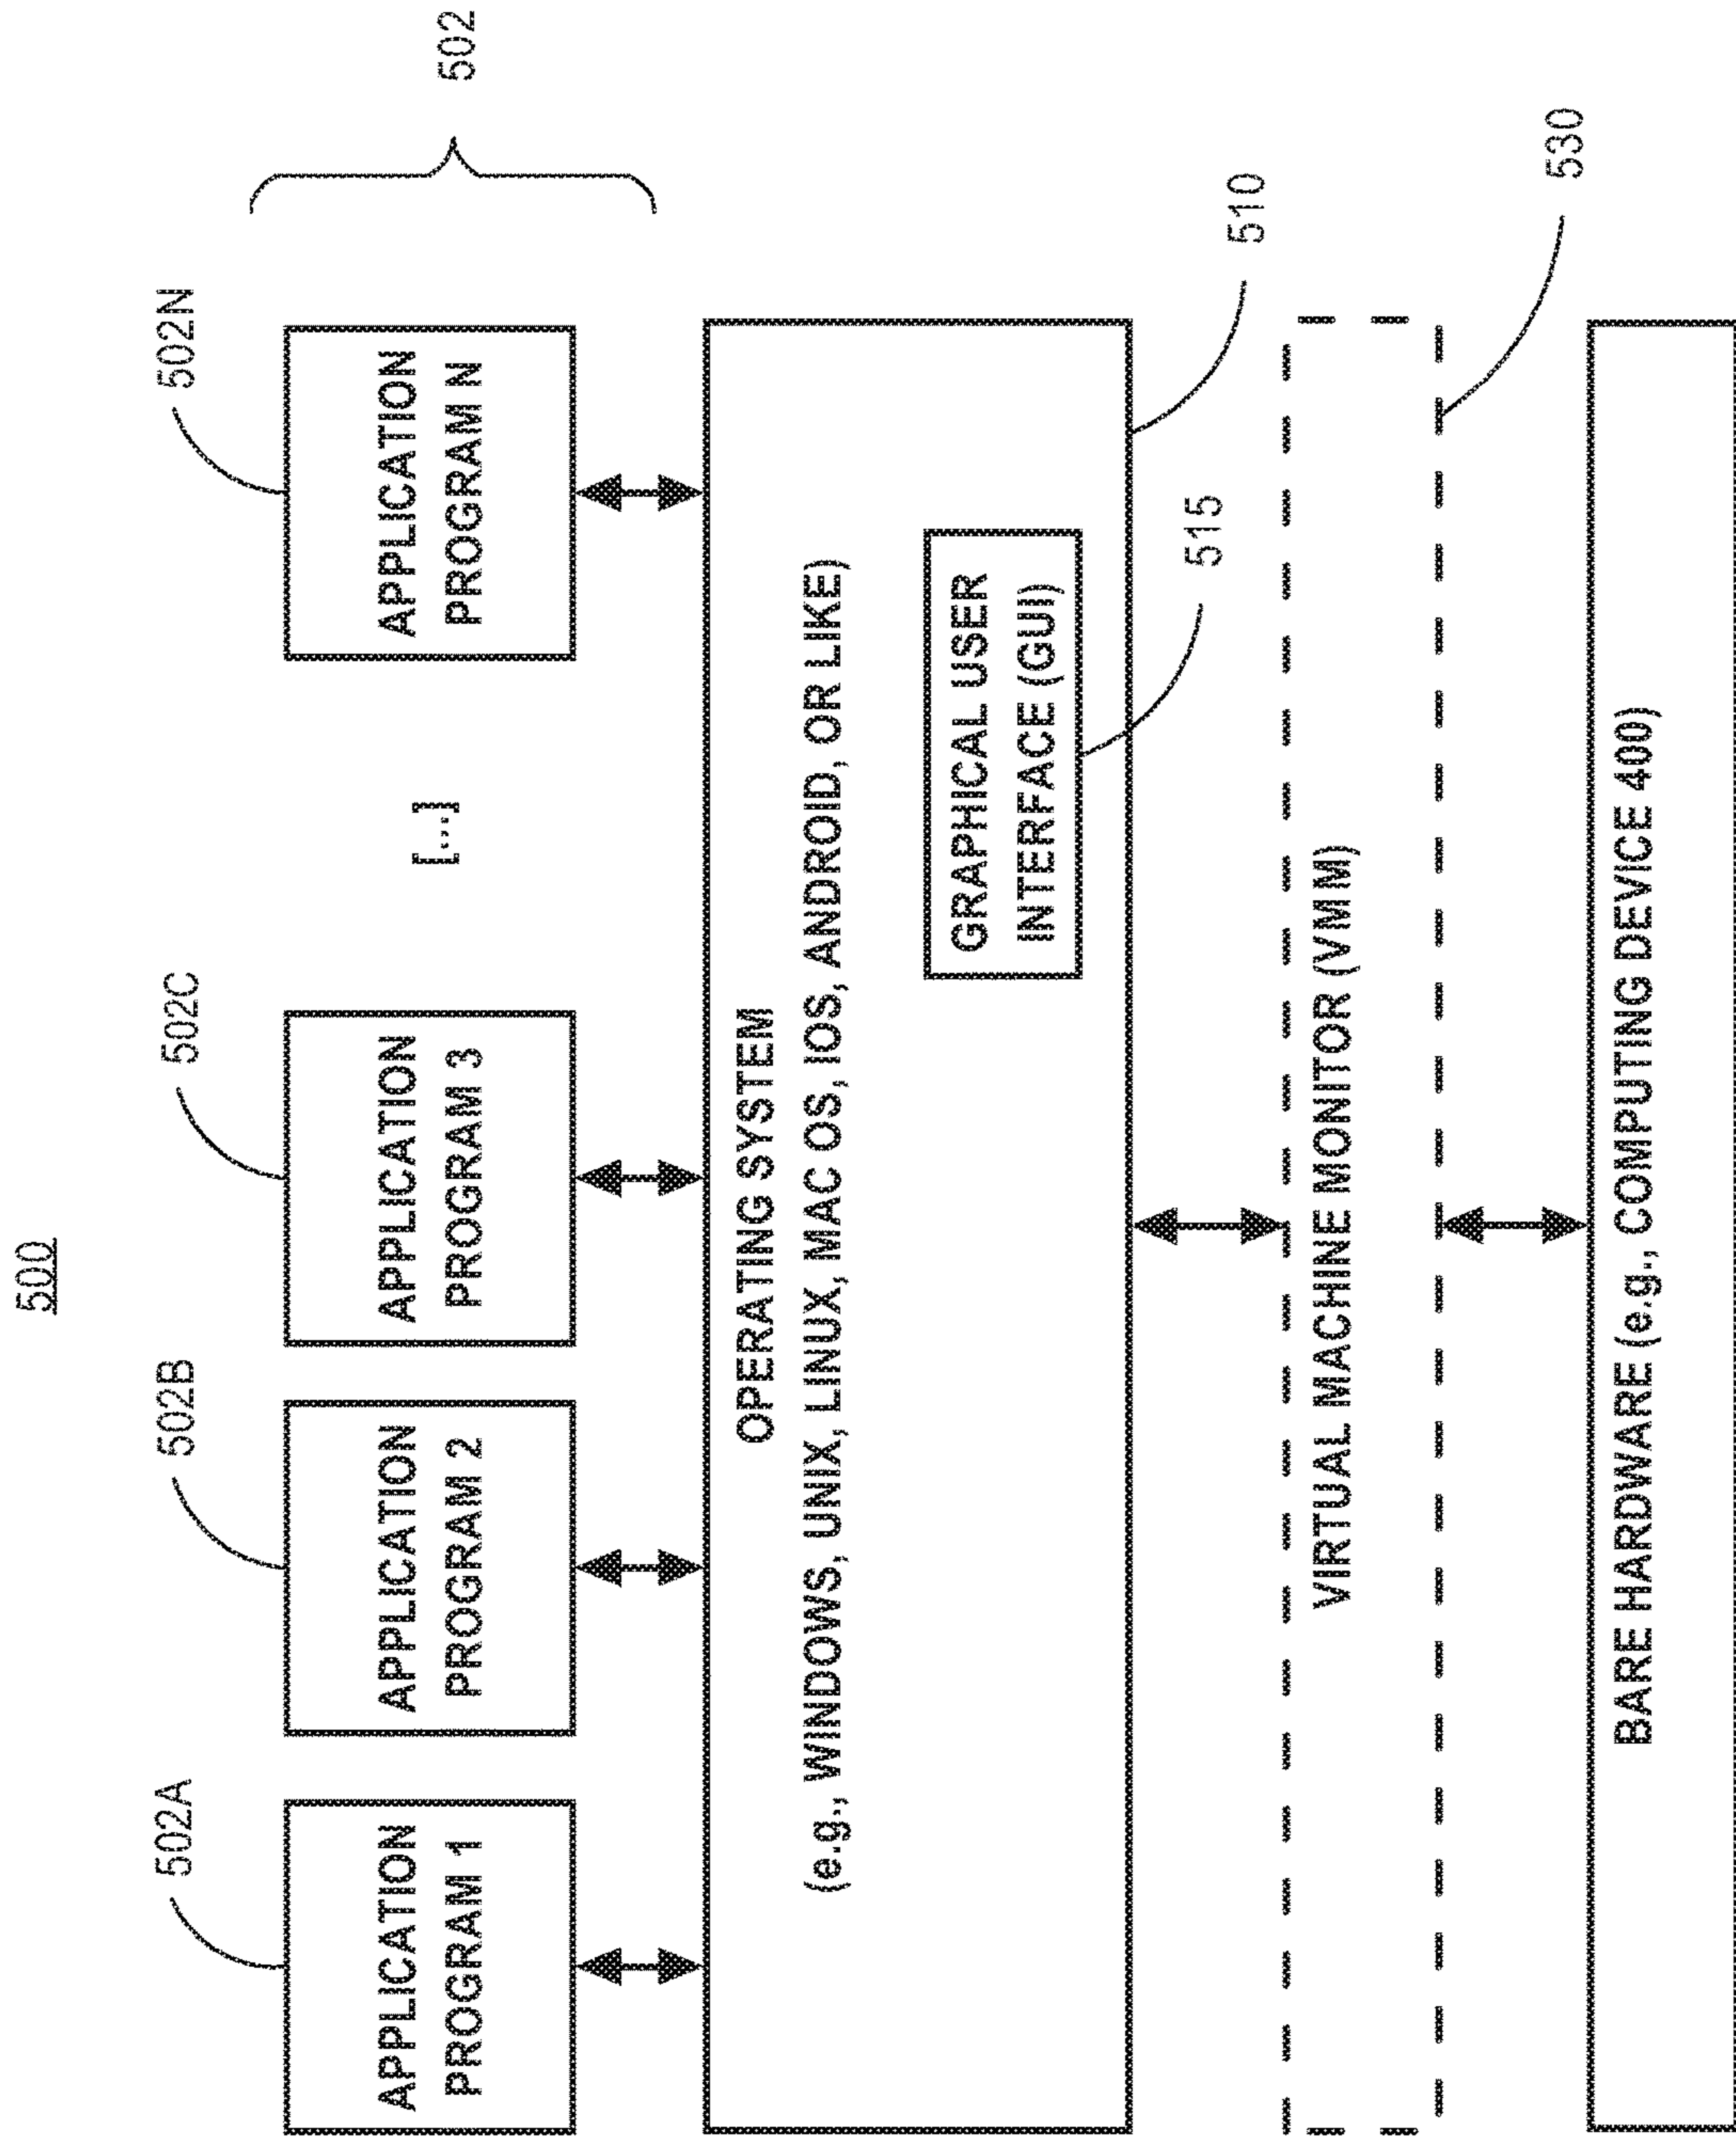 500
502A
502B
502C
502N
502
APPLICATION
PROGRAM 1
APPLICATION
PROGRAM 2
APPLICATION
PROGRAM 3
[...]
APPLICATION
PROGRAM N
OPERATING SYSTEM
(e.g., WINDOWS, UNIX, LINUX, MAC OS, IOS, ANDROID, OR LIKE)
GRAPHICAL USER
INTERFACE (GUI)
515
510
VIRTUAL MACHINE MONITOR (VMM)
530
BARE HARDWARE (e.g., COMPUTING DEVICE 400)